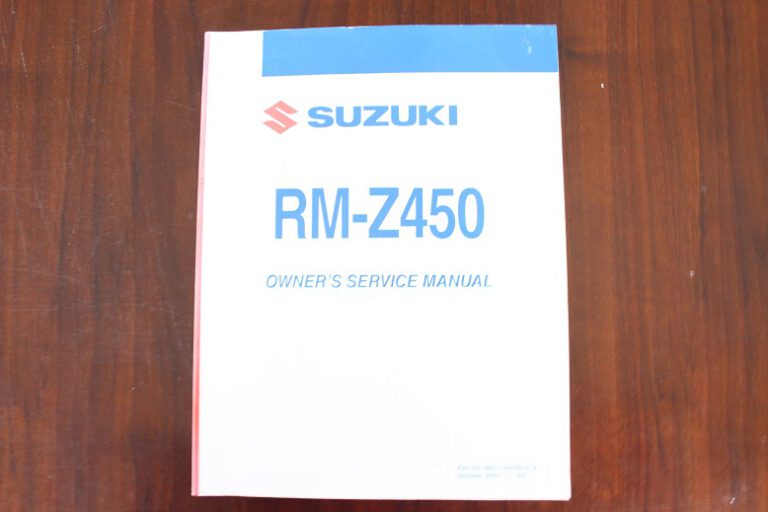 SUZUKI
RM-Z450
OWNER'S SERVICE MANUAL